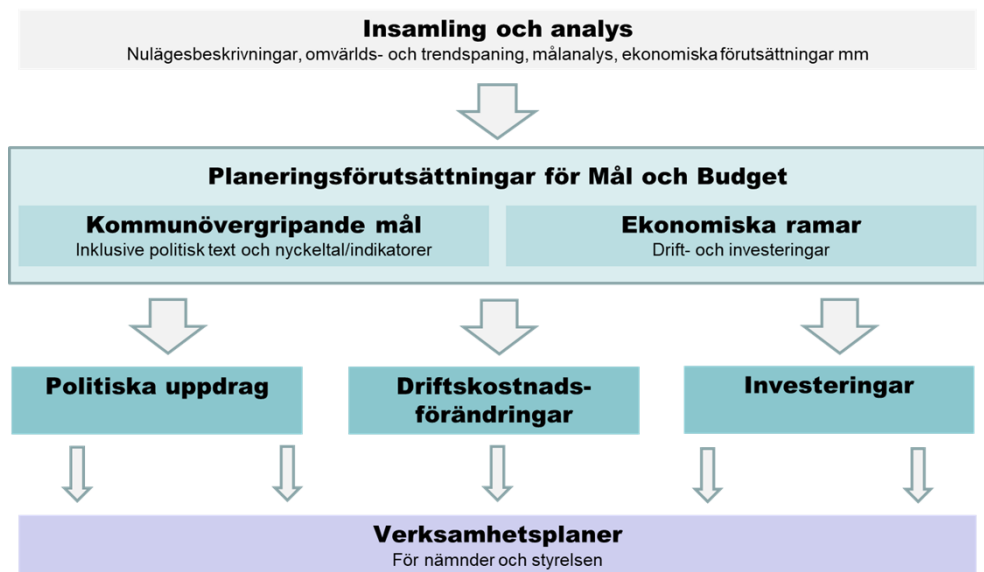 Insamling och analys
Nulägesbeskrivningar, omvärlds- och trendspaning, målanalys, ekonomiska förutsättningar mm
Planeringsförutsättningar för Mål och Budget
Kommunövergripande mål
Inklusive politisk text och nyckeltal/indikatorer
Ekonomiska ramar
Drift- och investeringar
Politiska uppdrag
Driftskostnads-
förändringar
Investeringar
Verksamhetsplaner
För nämnder och styrelsen